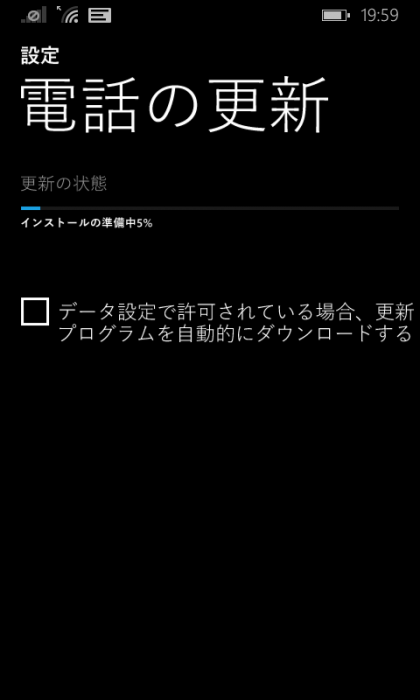 19:59
設定
電話の更新
更新の状態
インストールの準備中5%
データ設定で許可されている場合、更新
プログラムを自動的にダウンロードする